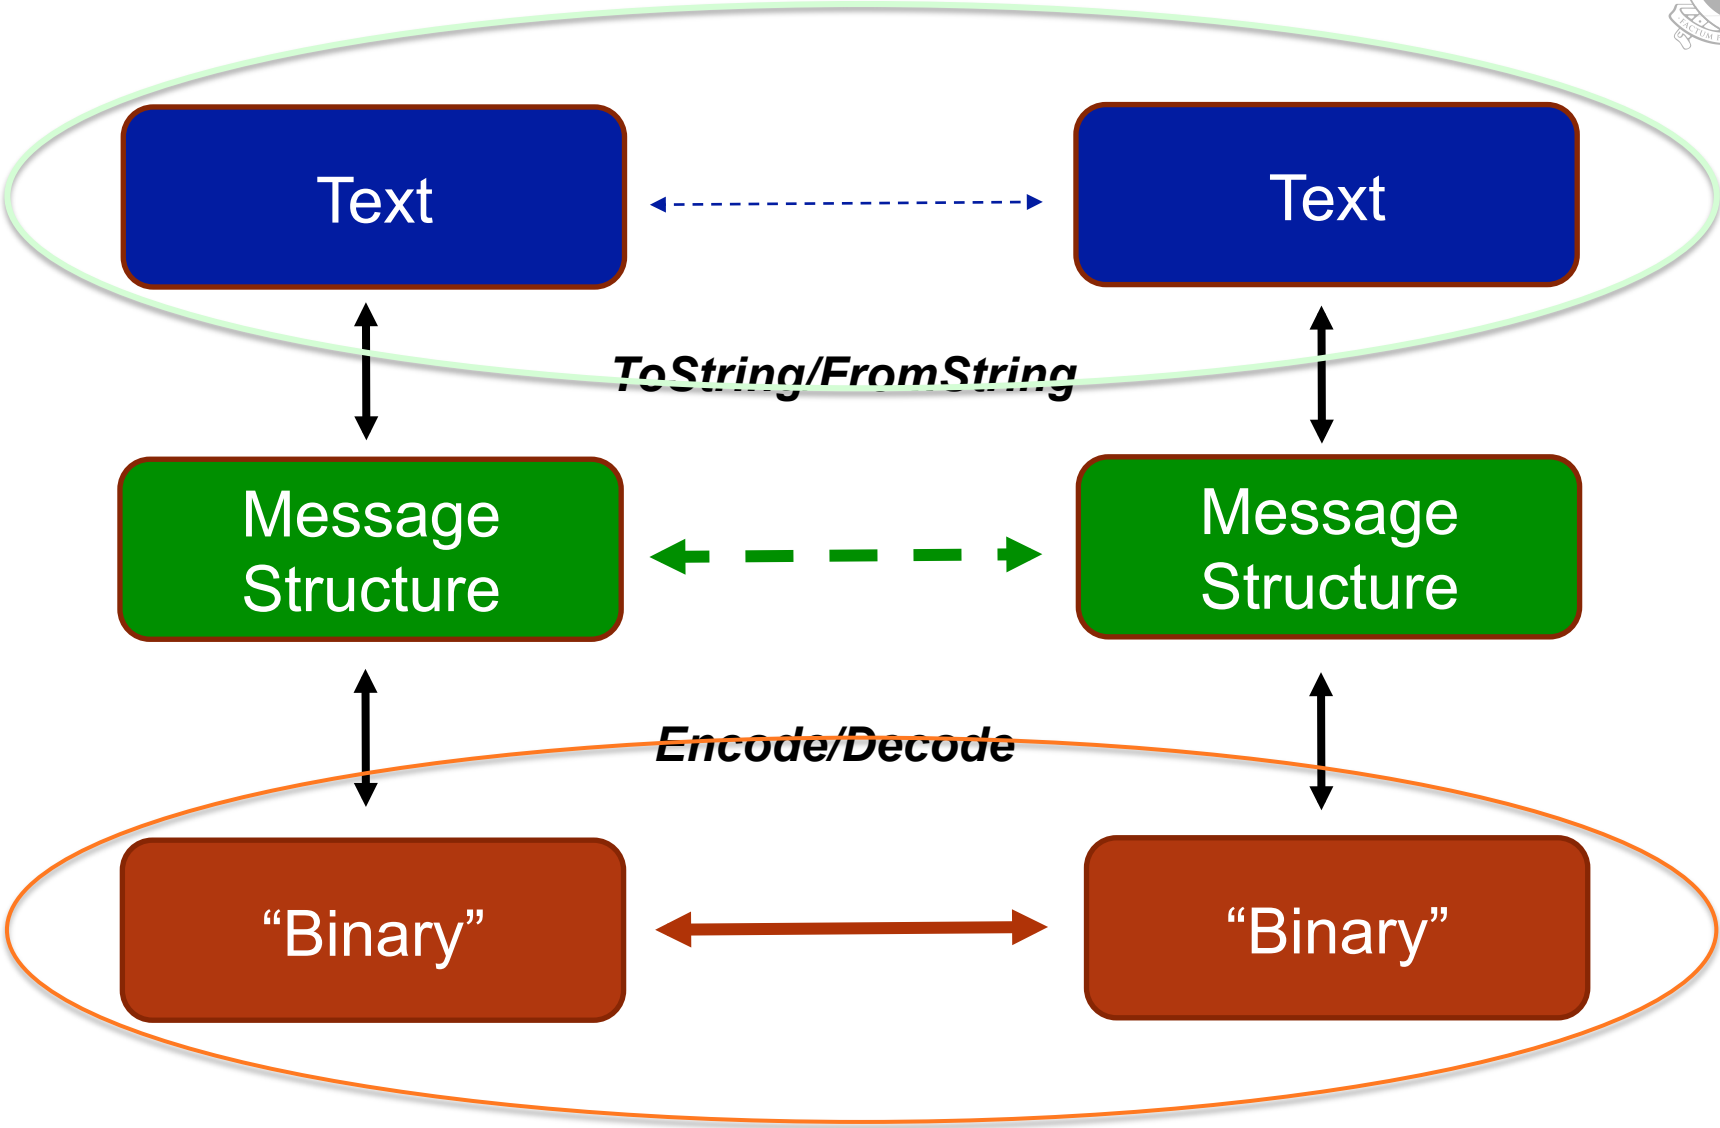 Text
Text
ToString/FromString
Message
Structure
Message
Structure
Encode/Decode
“Binary”
“Binary”